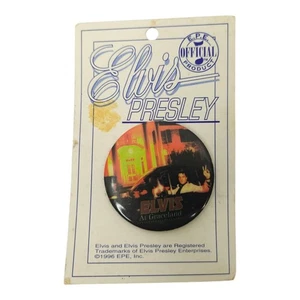 E.P.E.
OFFICIAL
PRODUCT
Elvis
PRESLEY
ELVIS
At Graceland
Elvis and Elvis Presley are Registered
Trademarks of Elvis Presley Enterprises.
©1996 EPE, Inc.